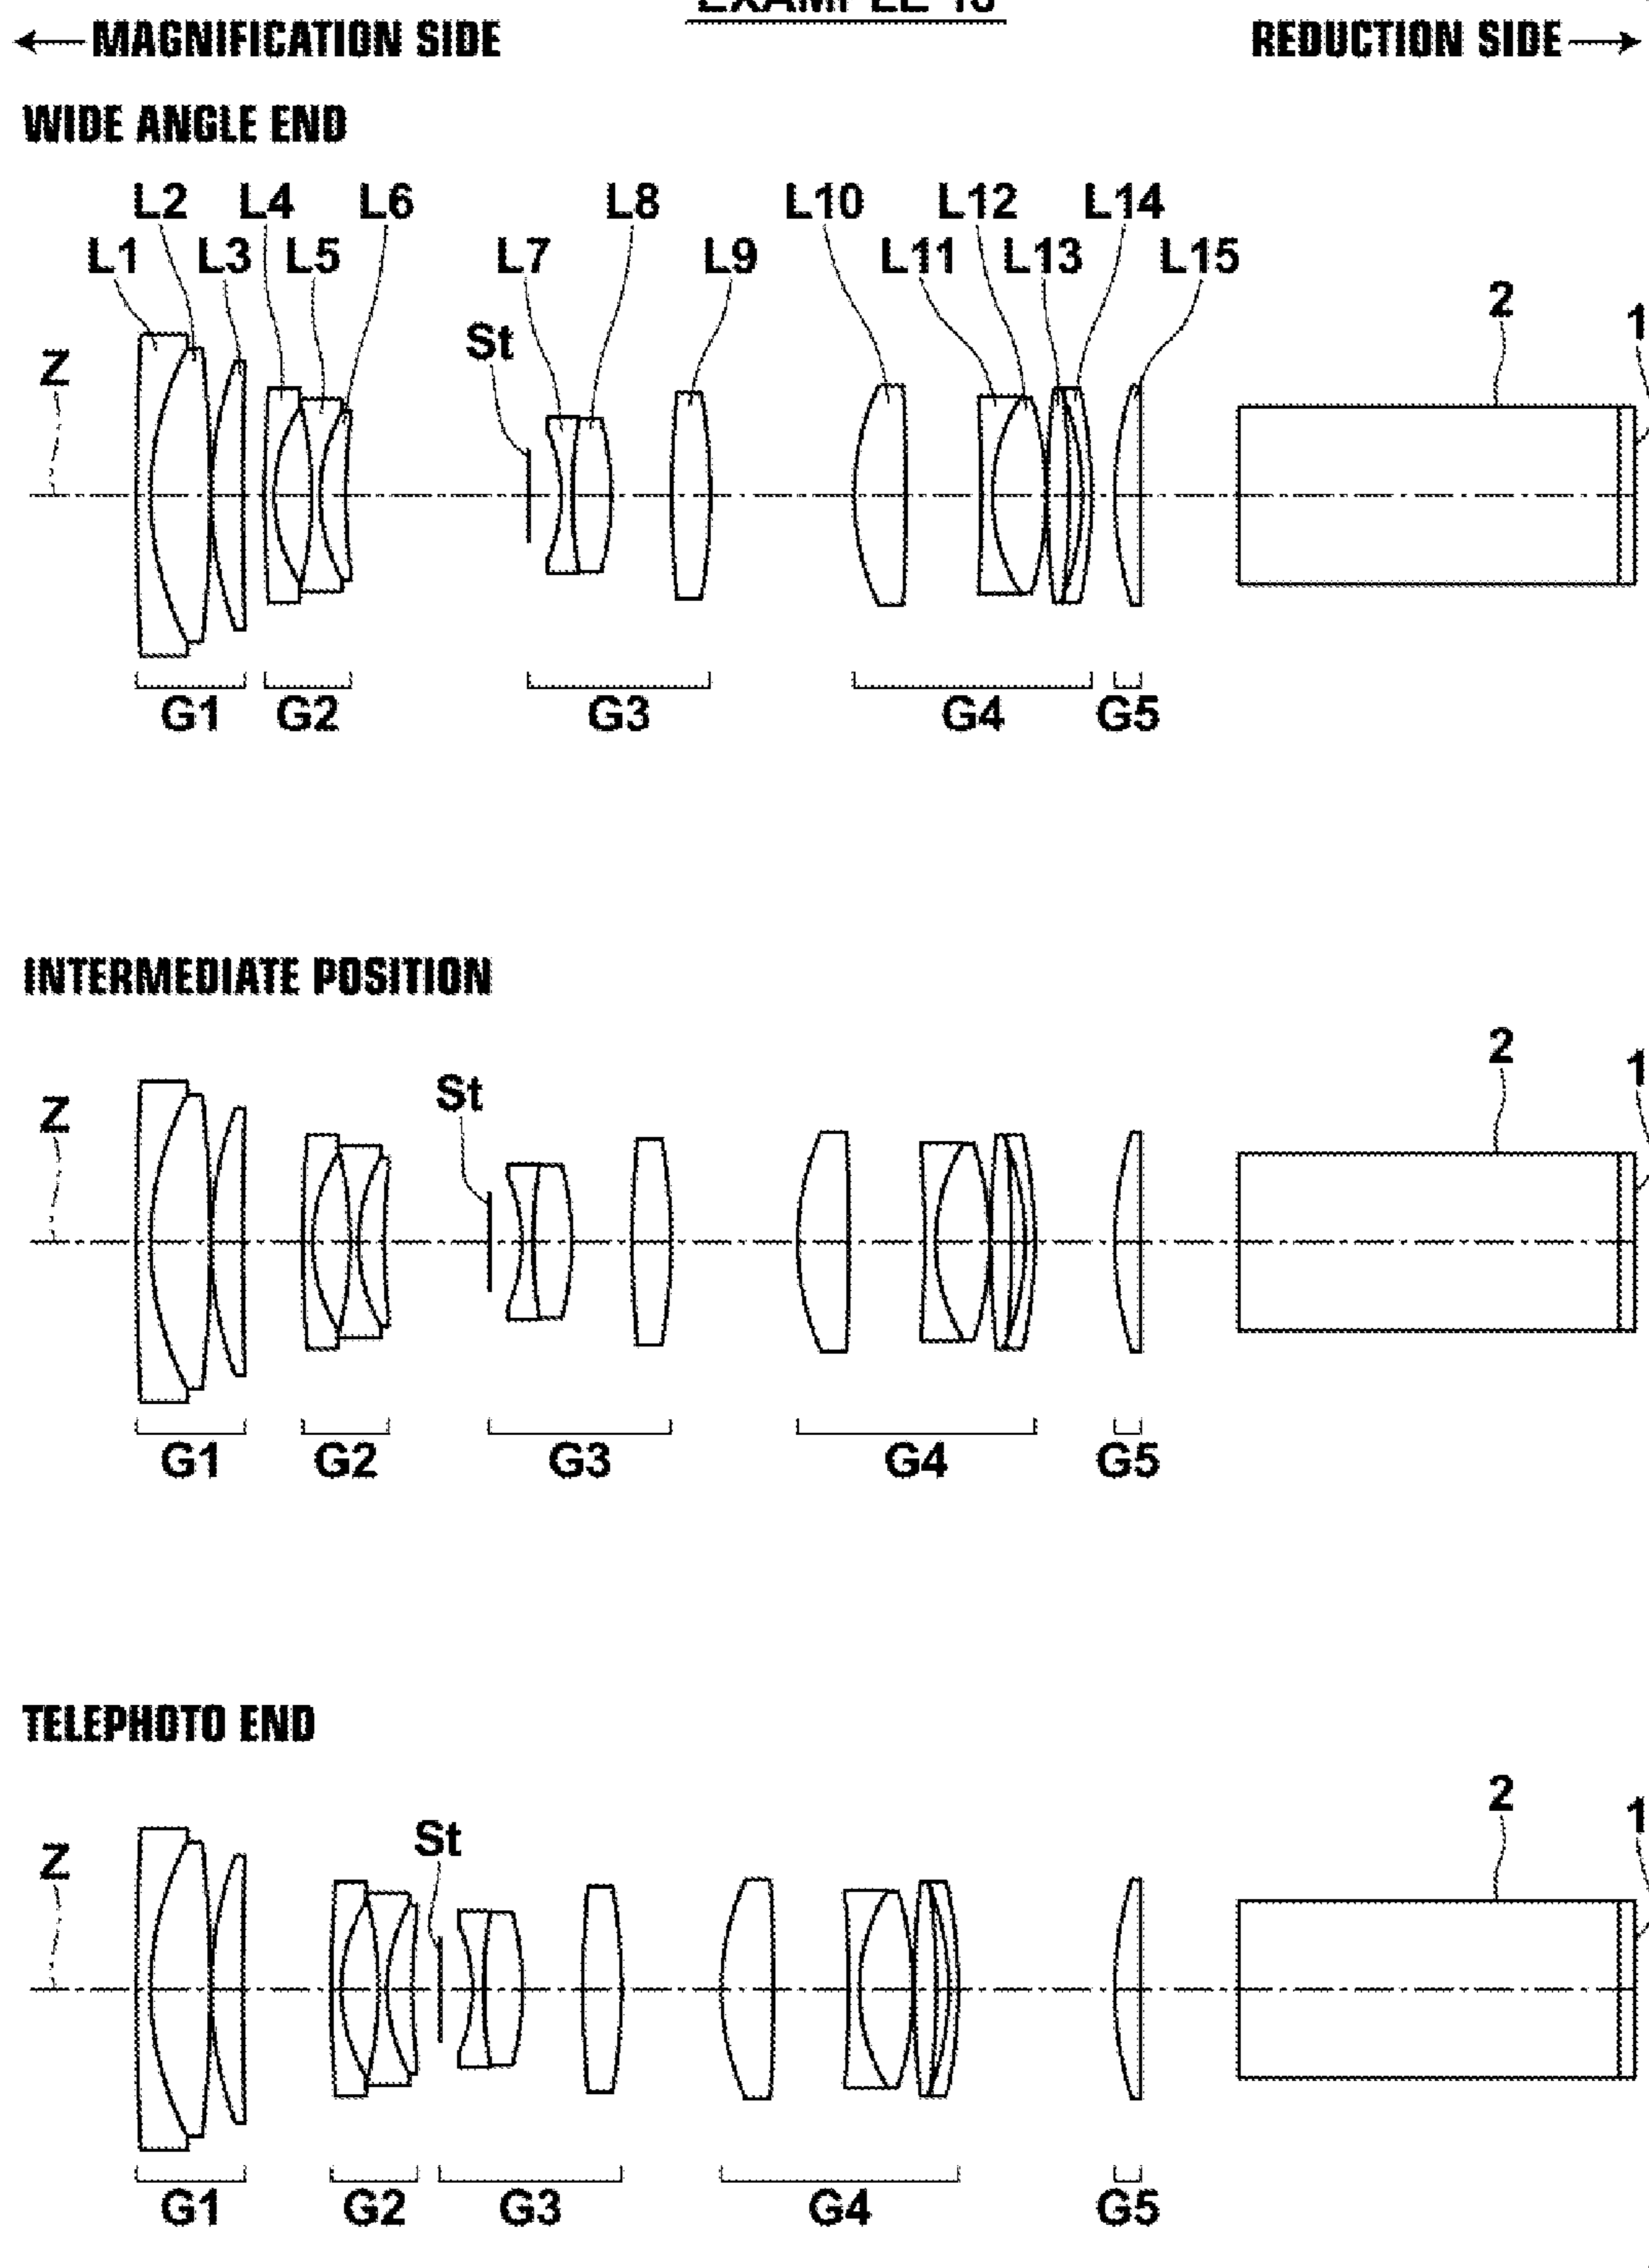 ← MAGNIFICATION SIDE REDUCTION SIDE →
WIDE ANGLE END
L2 L4 L6 L8 L10 L12 L14
L1 L3 L5 L7 L9 L11 L13 L15
St 2 1
Z
G1 G2 G3 G4 G5
INTERMEDIATE POSITION
2 1
St
Z
G1 G2 G3 G4 G5
TELEPHOTO END
2 1
St
Z
G1 G2 G3 G4 G5